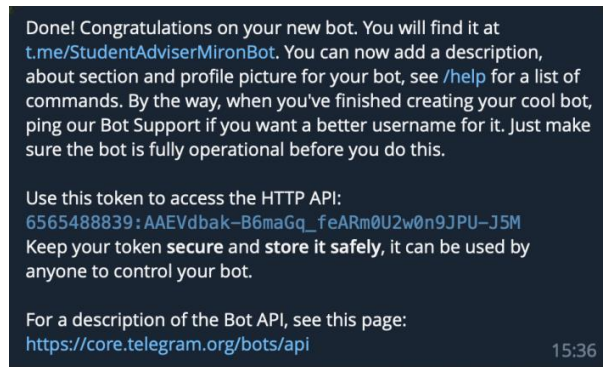 Done! Congratulations on your new bot. You will find it at
t.me/StudentAdviserMironBot. You can now add a description,
about section and profile picture for your bot, see /help for a list of
commands. By the way, when you've finished creating your cool bot,
ping our Bot Support if you want a better username for it. Just make
sure the bot is fully operational before you do this.
Use this token to access the HTTP API:
6565488839:AAEVdbak-B6maGq_feARm0U2w0n9JPU-J5M
Keep your token secure and store it safely, it can be used by
anyone to control your bot.
For a description of the Bot API, see this page:
https://core.telegram.org/bots/api
15:36